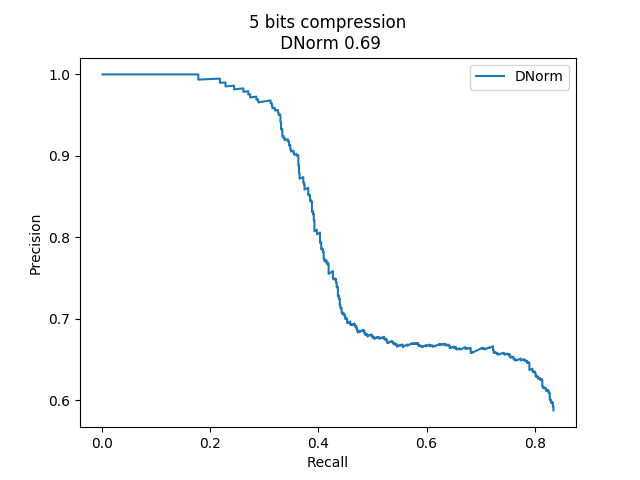 5 bits compression
DNorm 0.69
DNorm
1.0
0.9
0.8
0.7
0.6
Precision
0.0 0.2 0.4 0.6 0.8
Recall